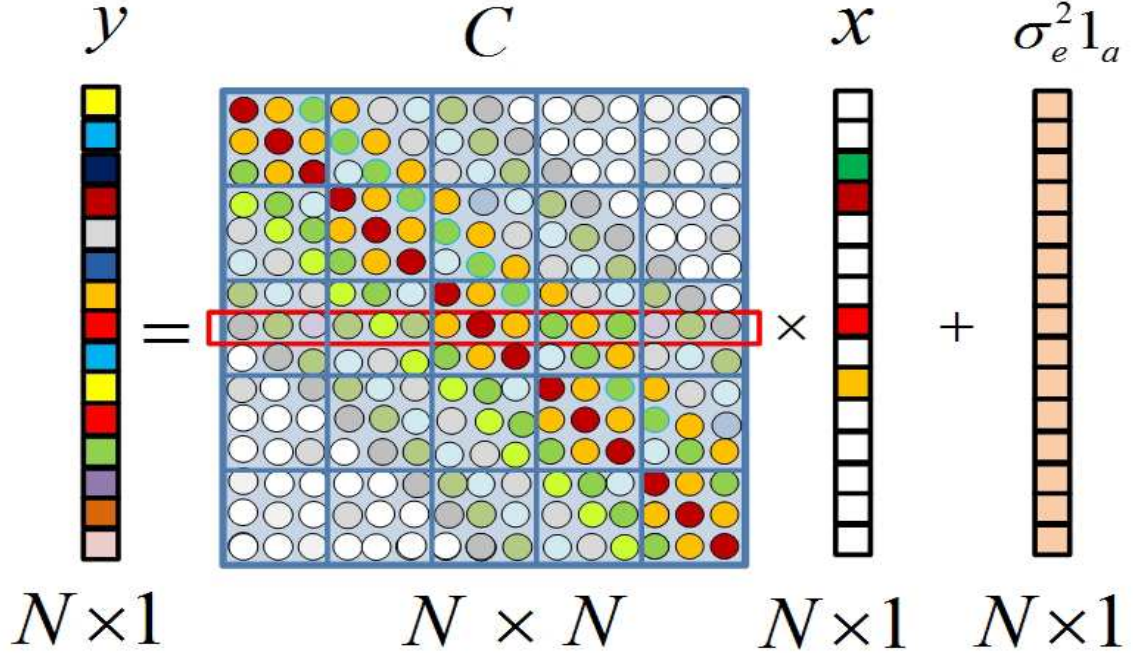 y C x σ_e^2 1_a
= × +
N×1 N × N N×1 N×1